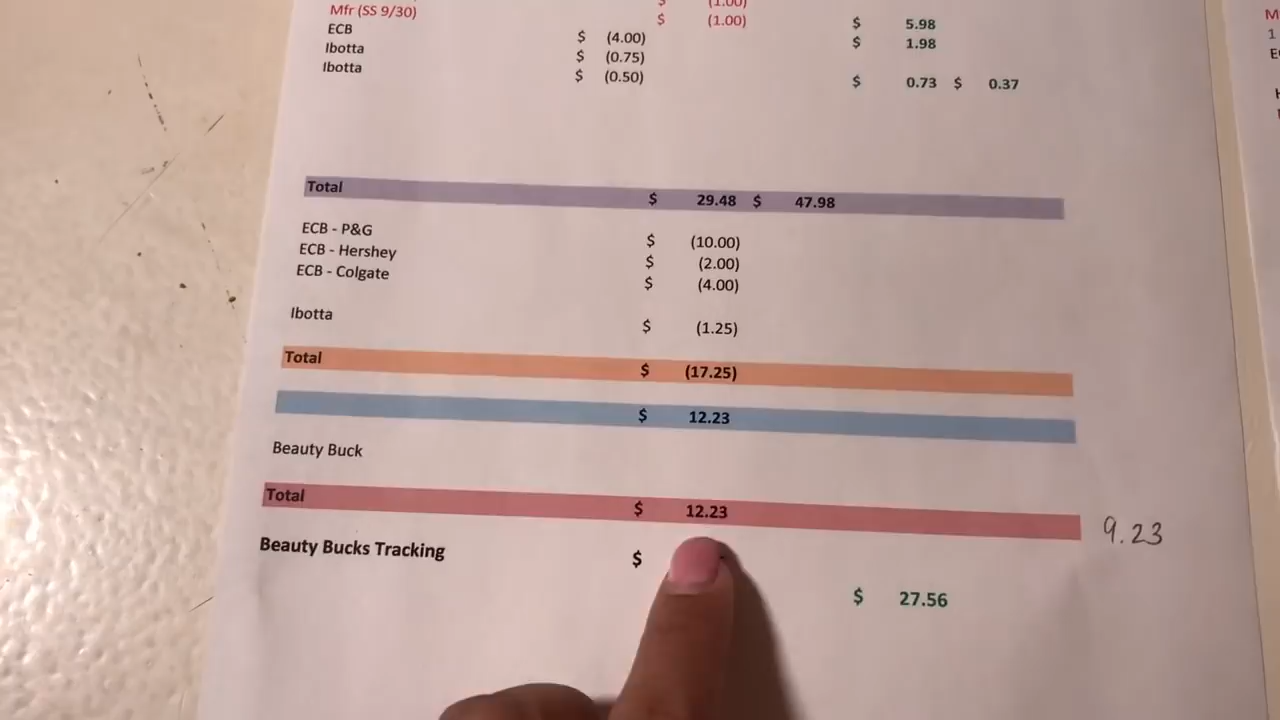 $ (1.00)
Mfr (SS 9/30) $ (1.00) $ 5.98
ECB $ (4.00) $ 1.98
Ibotta $ (0.75)
Ibotta $ (0.50) $ 0.73 $ 0.37
Total $ 29.48 $ 47.98
ECB - P&G $ (10.00)
ECB - Hershey $ (2.00)
ECB - Colgate $ (4.00)
Ibotta $ (1.25)
Total $ (17.25)
$ 12.23
Beauty Buck
Total $ 12.23 9.23
Beauty Bucks Tracking $
$ 27.56